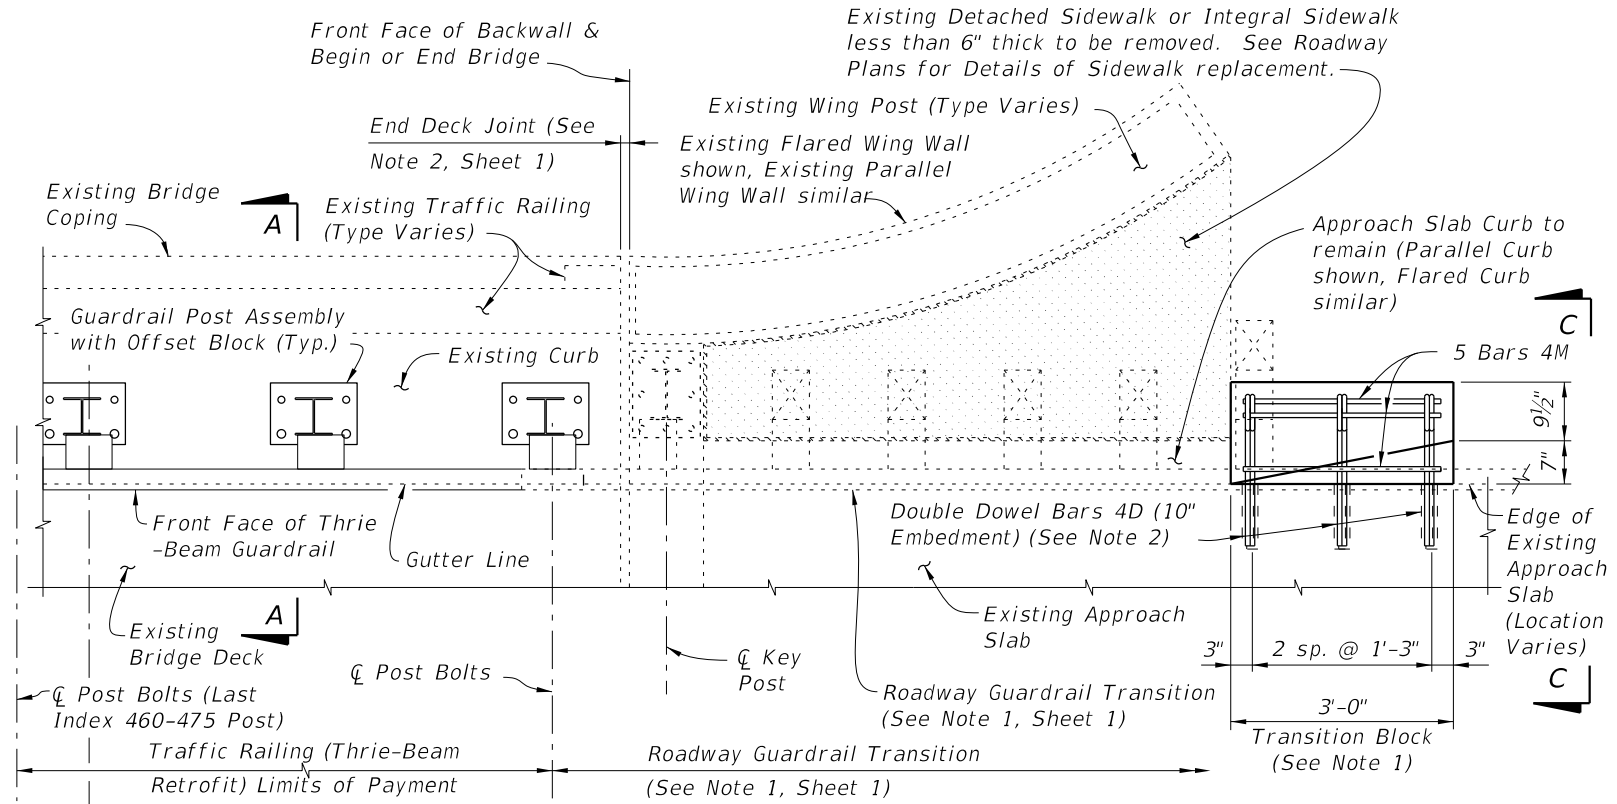 Front Face of Backwall &
Begin or End Bridge
Existing Detached Sidewalk or Integral Sidewalk
less than 6" thick to be removed. See Roadway
Plans for Details of Sidewalk replacement.
Existing Wing Post (Type Varies)
End Deck Joint (See
Note 2, Sheet 1)
Existing Flared Wing Wall
shown, Existing Parallel
Wing Wall similar
Existing Bridge
Coping
A
Existing Traffic Railing
(Type Varies)
Approach Slab Curb to
remain (Parallel Curb
shown, Flared Curb
similar)
C
Guardrail Post Assembly
with Offset Block (Typ.)
Existing Curb
5 Bars 4M
9½"
7"
Front Face of Thrie
-Beam Guardrail
Gutter Line
Double Dowel Bars 4D (10"
Embedment) (See Note 2)
Edge of
Existing
Approach
Slab
(Location
Varies)
A
Existing
Bridge Deck
Existing Approach
Slab
3"
2 sp. @ 1'-3"
3"
℄ Key
Post
℄ Post Bolts
C
℄ Post Bolts (Last
Index 460-475 Post)
Roadway Guardrail Transition
(See Note 1, Sheet 1)
3'-0"
Transition Block
(See Note 1)
Traffic Railing (Thrie-Beam
Retrofit) Limits of Payment
Roadway Guardrail Transition
(See Note 1, Sheet 1)